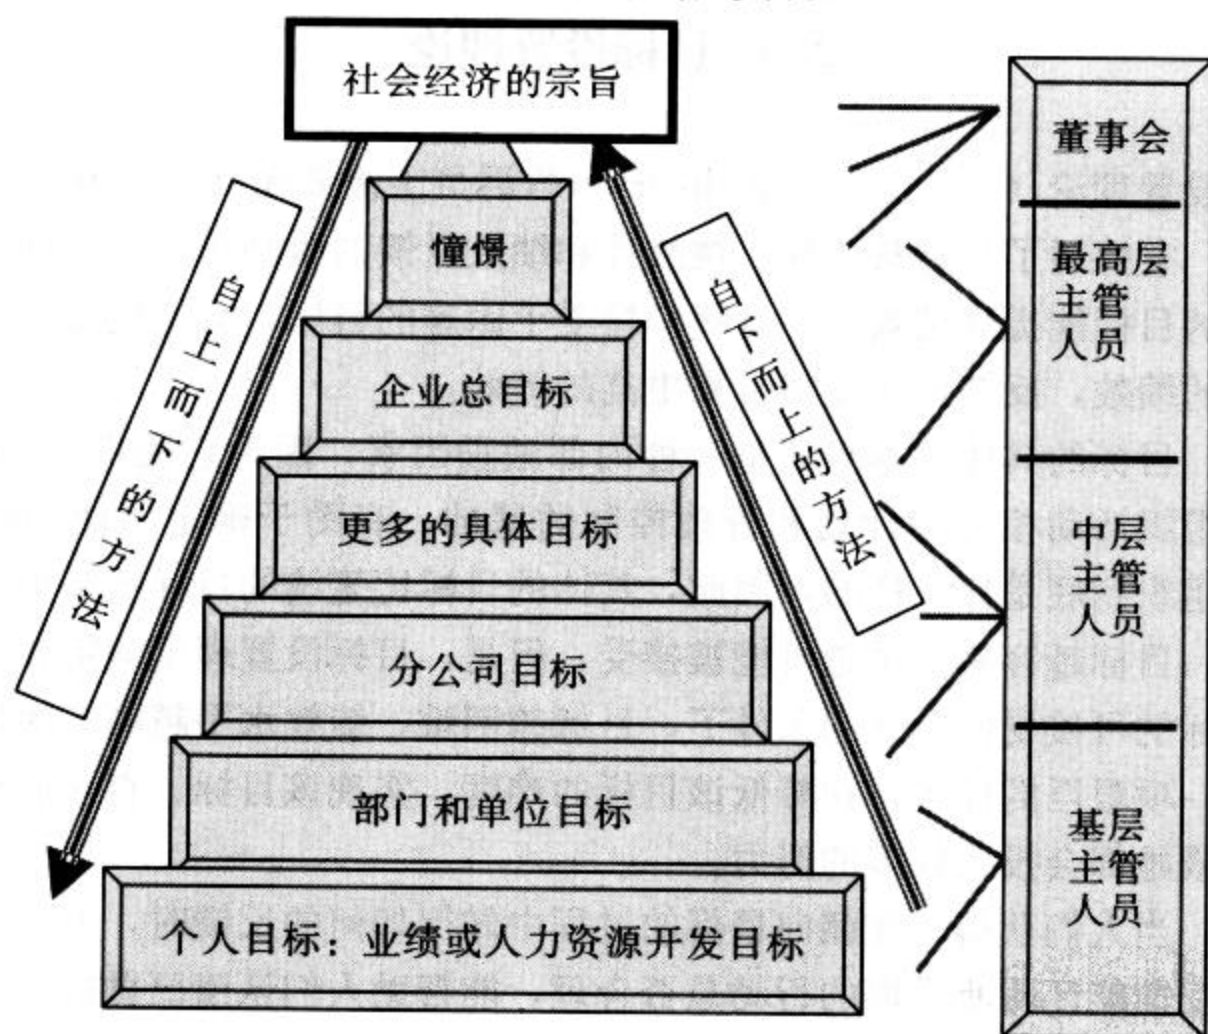 社会经济的宗旨
憧憬
企业总目标
更多的具体目标
分公司目标
部门和单位目标
个人目标：业绩或人力资源开发目标
自上而下的方法
自下而上的方法
董事会
最高层
主管
人员
中层
主管
人员
基层
主管
人员